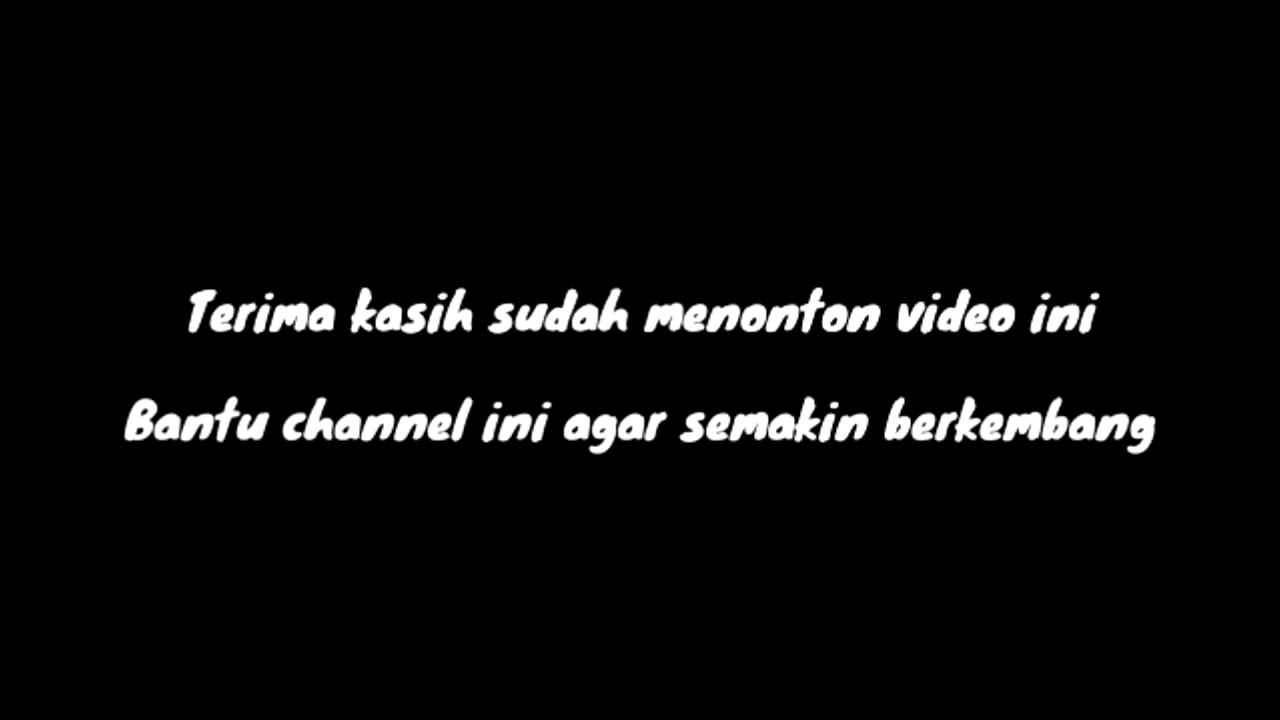 Terima kasih sudah menonton video ini
Bantu channel ini agar semakin berkembang